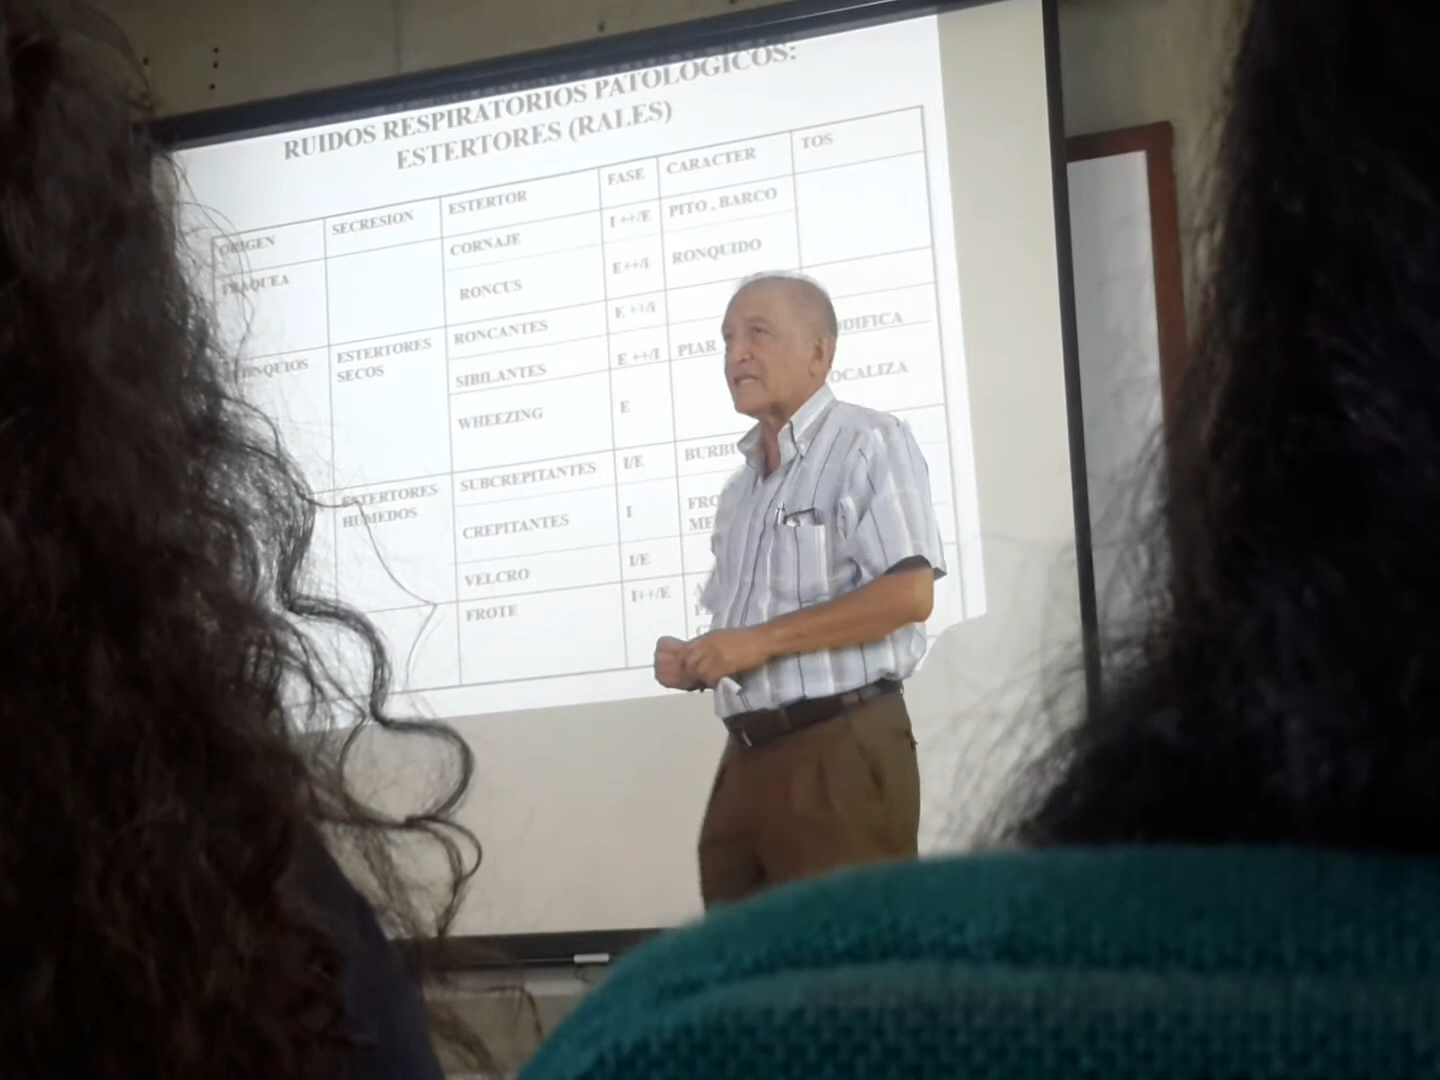 RUIDOS RESPIRATORIOS PATOLOGICOS:
ESTERTORES (RALES)
ORIGEN SECRESION ESTERTOR FASE CARACTER TOS
TRAQUEA CORNAJE I ++/E PITO . BARCO
RONCUS E++/i RONQUIDO
ESTERTORES SECOS RONCANTES E ++/i
SIBILANTES E ++/I PIAR
WHEEZING E
ESTERTORES HUMEDOS SUBCREPITANTES I/E
CREPITANTES I
VELCRO I/E
FROTE I++/E